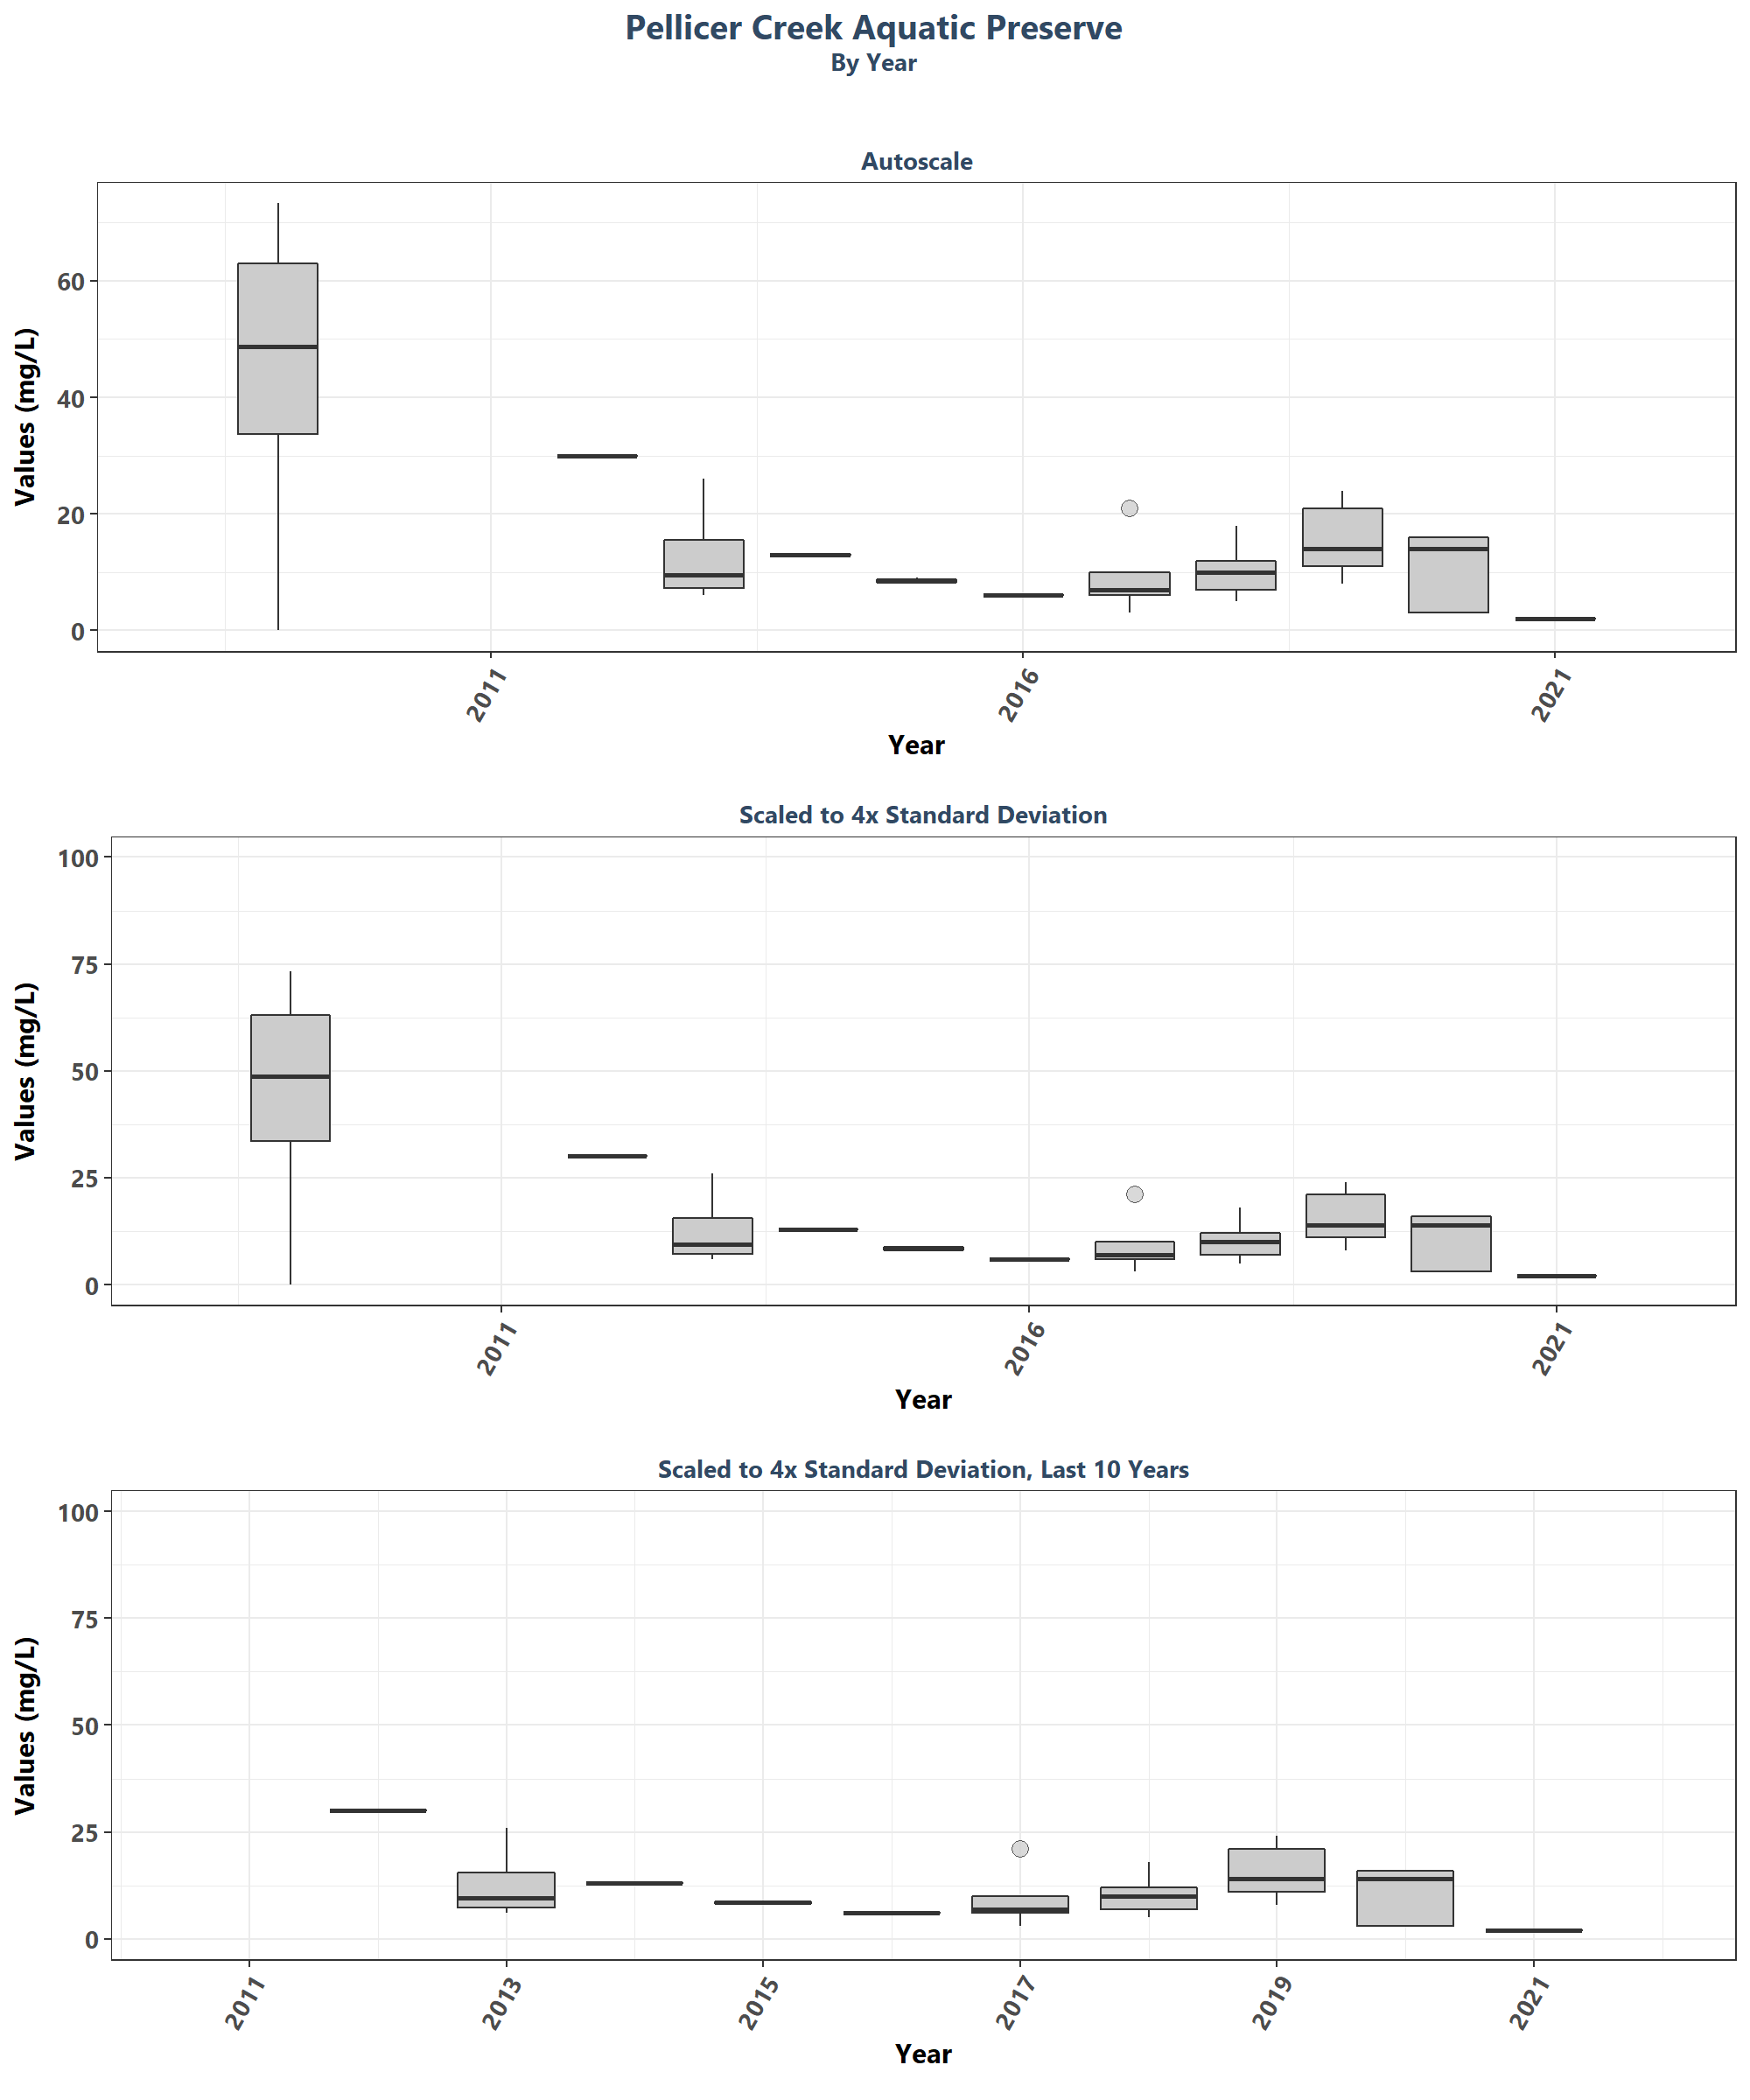 Pellicer Creek Aquatic Preserve
By Year
Autoscale
Values (mg/L)
60
40
20
0
2011
2016
2021
Year
Scaled to 4x Standard Deviation
Values (mg/L)
100
75
50
25
0
2011
2016
2021
Year
Scaled to 4x Standard Deviation, Last 10 Years
Values (mg/L)
100
75
50
25
0
2011
2013
2015
2017
2019
2021
Year